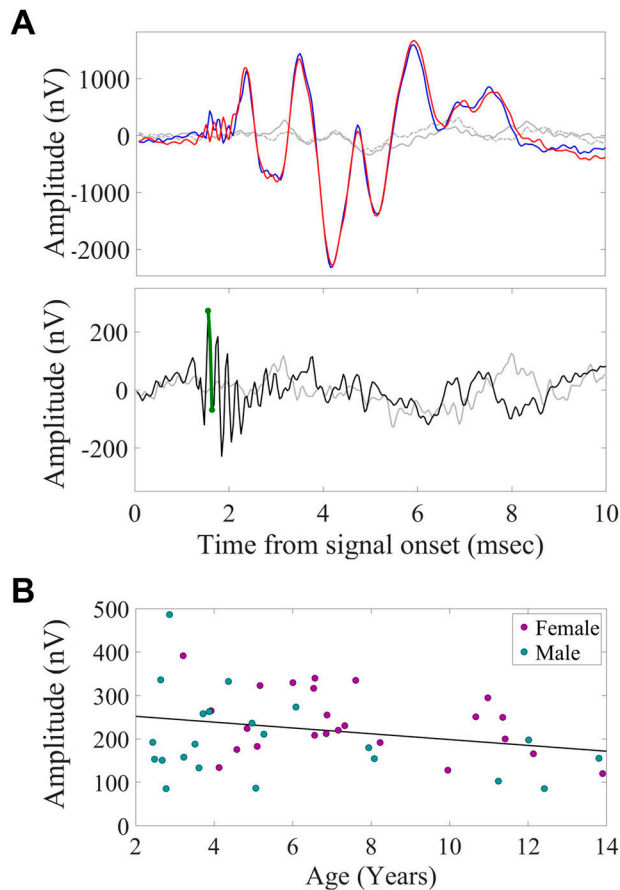 A
Amplitude (nV)
1000
0
-1000
-2000
Amplitude (nV)
200
0
-200
0 2 4 6 8 10
Time from signal onset (msec)
B
Amplitude (nV)
500
400
300
200
100
0
Female
Male
2 4 6 8 10 12 14
Age (Years)